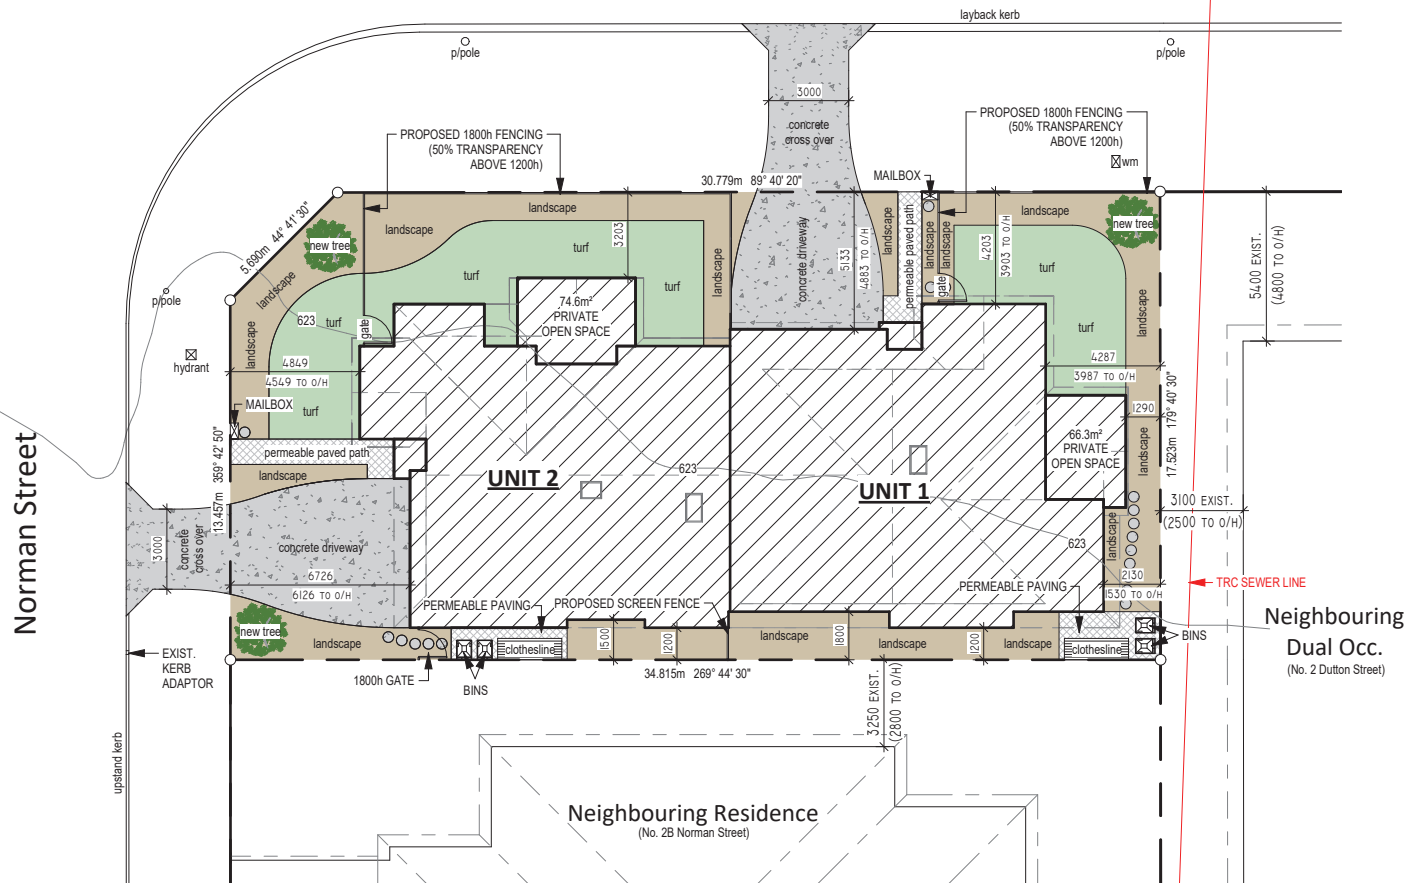 layback kerb
p/pole
p/pole
3000
concrete
cross over
PROPOSED 1800h FENCING
(50% TRANSPARENCY
ABOVE 1200h)
PROPOSED 1800h FENCING
(50% TRANSPARENCY
ABOVE 1200h)
wm
MAILBOX
30.779m 89° 40' 20"
5.690m 44° 41' 30"
landscape
landscape
landscape
new tree
new tree
turf
turf
turf
turf
turf
turf
turf
3203
landscape
landscape
landscape
concrete driveway
5133
4883 TO O/H
landscape
permeable paved path
landscape
landscape
gate
4203
3903 TO O/H
landscape
5400 EXIST.
(4800 TO O/H)
p/pole
623
gate
hydrant
74.6m²
PRIVATE
OPEN SPACE
4849
4549 TO O/H
4287
3987 TO O/H
1290
17.523m 179° 40' 30"
MAILBOX
13.457m 359° 42' 50"
permeable paved path
landscape
66.3m²
PRIVATE
OPEN SPACE
landscape
Norman Street
UNIT 2
623
UNIT 1
3100 EXIST.
(2500 TO O/H)
3000
concrete
cross over
concrete driveway
6726
6126 TO O/H
623
landscape
2130
1530 TO O/H
TRC SEWER LINE
PERMEABLE PAVING
PROPOSED SCREEN FENCE
PERMEABLE PAVING
new tree
landscape
clothesline
1500
1200
landscape
1800
landscape
1200
landscape
clothesline
BINS
Neighbouring
Dual Occ.
(No. 2 Dutton Street)
EXIST.
KERB
ADAPTOR
1800h GATE
BINS
34.815m 269° 44' 30"
3250 EXIST.
(2800 TO O/H)
upstand kerb
Neighbouring Residence
(No. 2B Norman Street)